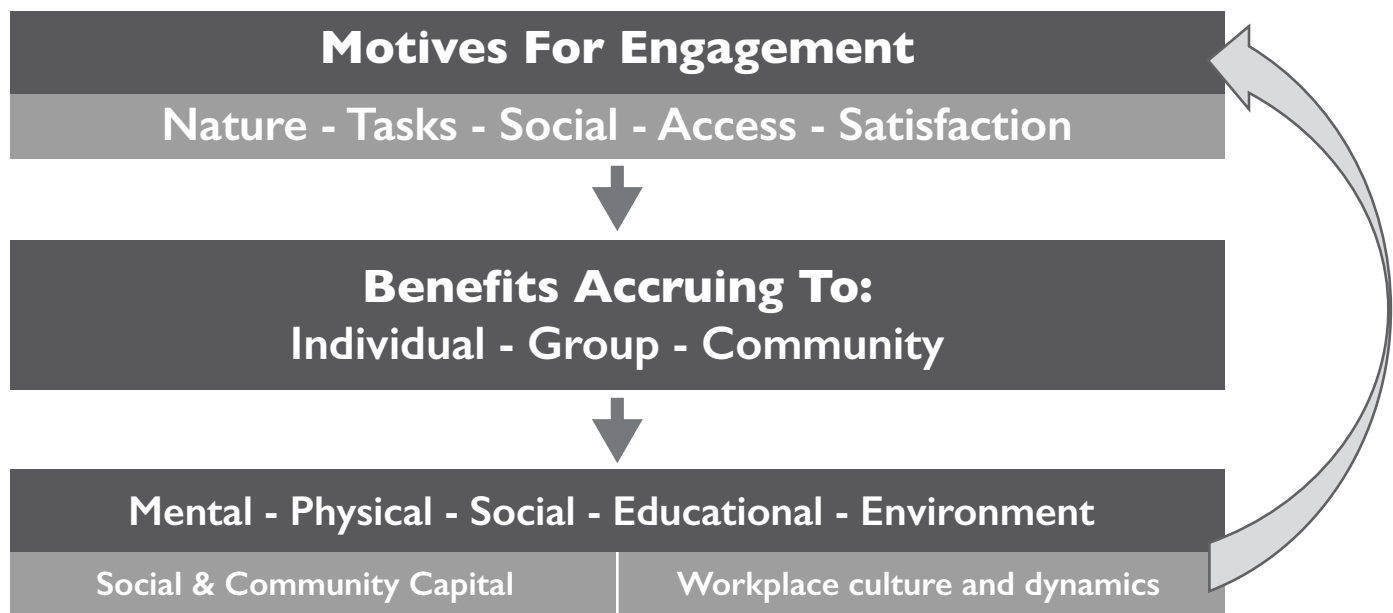 Motives For Engagement
Nature - Tasks - Social - Access - Satisfaction
Benefits Accruing To:
Individual - Group - Community
Mental - Physical - Social - Educational - Environment
Social & Community Capital
Workplace culture and dynamics